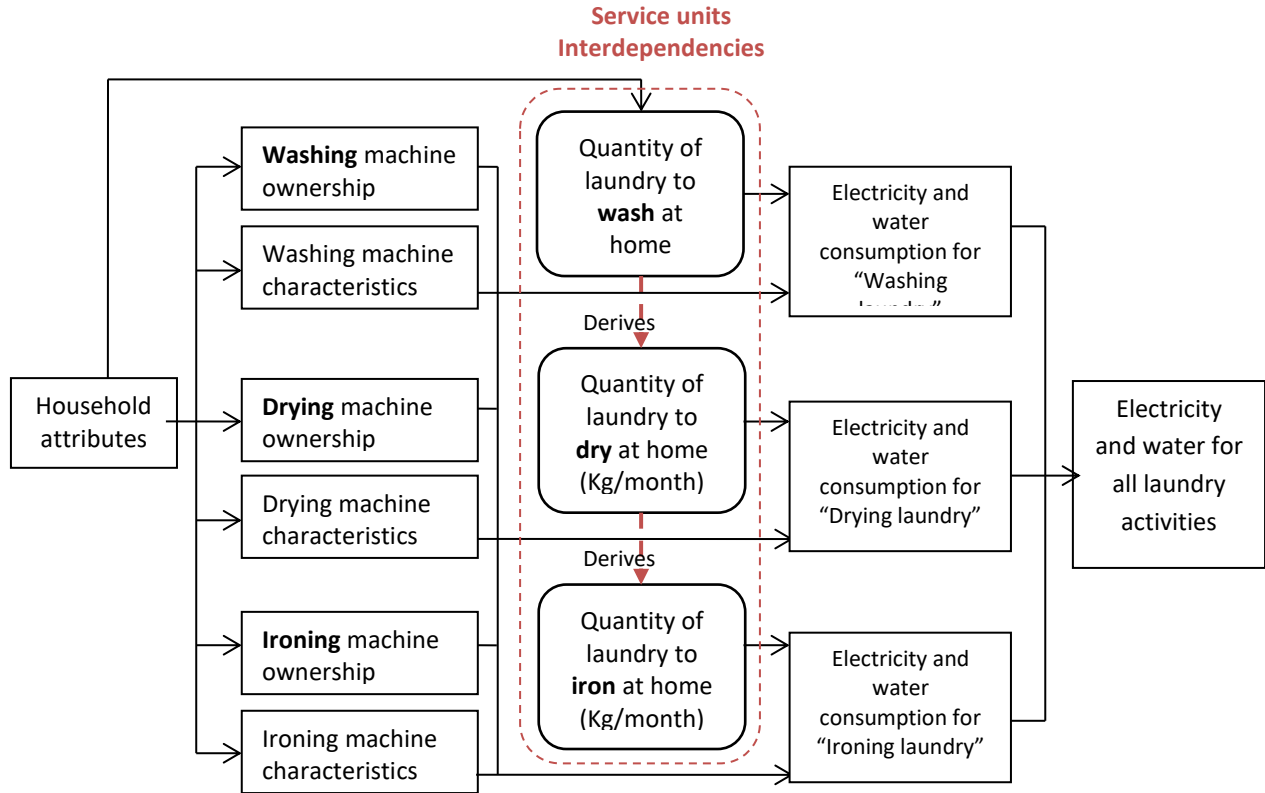 Service units
Interdependencies
Household
attributes
Washing machine
ownership
Washing machine
characteristics
Drying machine
ownership
Drying machine
characteristics
Ironing machine
ownership
Ironing machine
characteristics
Quantity of
laundry to
wash at
home
Derives
Quantity of
laundry to
dry at home
(Kg/month)
Derives
Quantity of
laundry to
iron at home
(Kg/month)
Electricity and
water
consumption for
“Washing
Electricity and
water
consumption for
“Drying laundry”
Electricity and
water
consumption for
“Ironing laundry”
Electricity
and water for
all laundry
activities